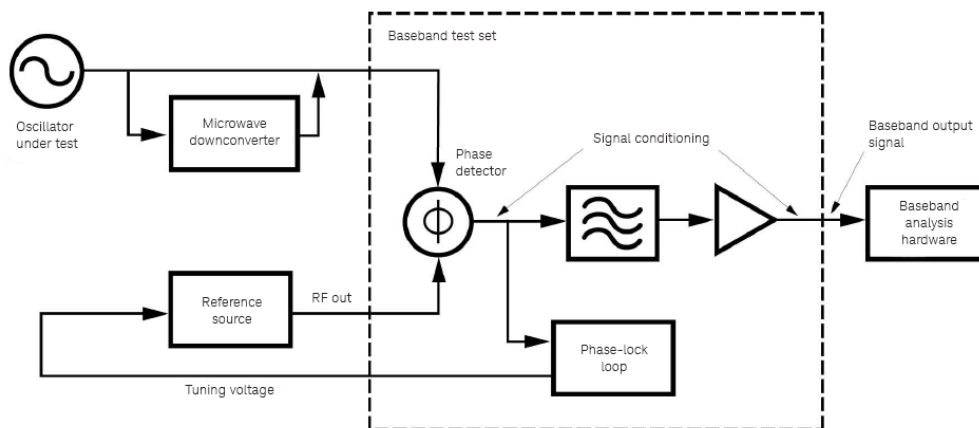 Baseband test set
Oscillator
under test
Microwave
downconverter
Phase
detector
Signal conditioning
Baseband output
signal
Baseband
analysis
hardware
Reference
source
RF out
Phase-lock
loop
Tuning voltage